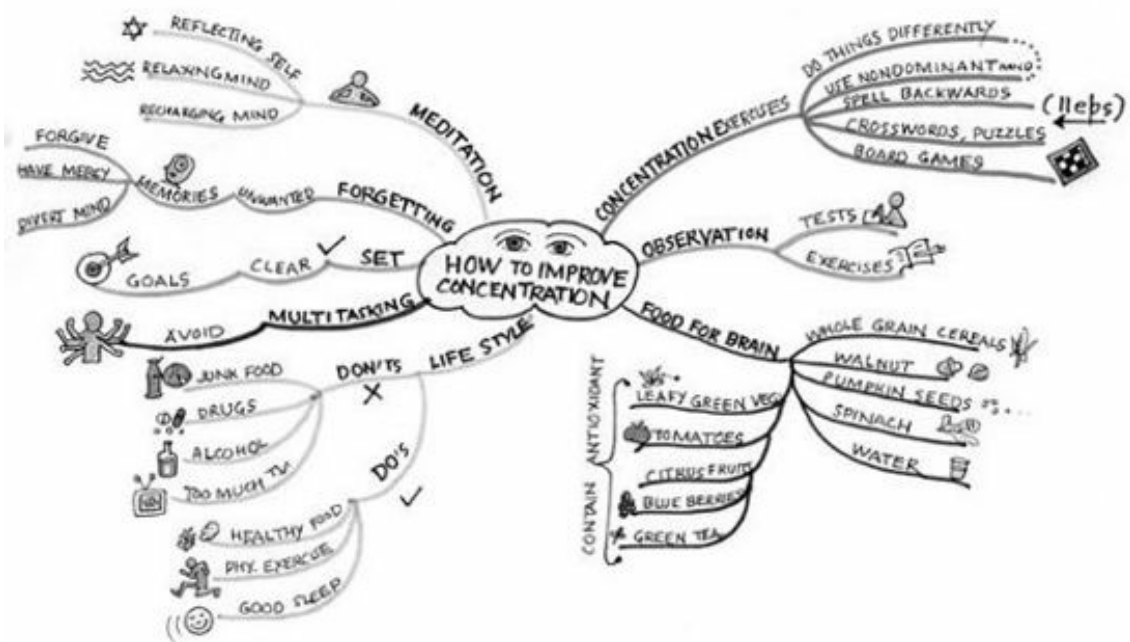 HOW TO IMPROVE
CONCENTRATION
CONCENTRATION EXERCISES
DO THINGS DIFFERENTLY
USE NONDOMINANT
SPELL BACKWARDS
(lleps)
CROSSWORDS, PUZZLES
BOARD GAMES
OBSERVATION
TESTS
EXERCISES
FOOD FOR BRAIN
WHOLE GRAIN CEREALS
WALNUT
PUMPKIN SEEDS
SPINACH
WATER
CONTAIN ANTIOXIDANT
LEAFY GREEN VEG
TOMATOES
CITRUS FRUITS
BLUE BERRIES
GREEN TEA
LIFE STYLE
DON'TS
JUNK FOOD
DRUGS
ALCOHOL
TOO MUCH TV
DO'S
HEALTHY FOOD
PHY. EXERCISE
GOOD SLEEP
MULTITASKING
AVOID
SET
CLEAR
GOALS
FORGETTING
UNWANTED
MEMORIES
FORGIVE
HAVE MERCY
DIVERT MIND
MEDITATION
REFLECTING SELF
RELAXING MIND
RECHARGING MIND